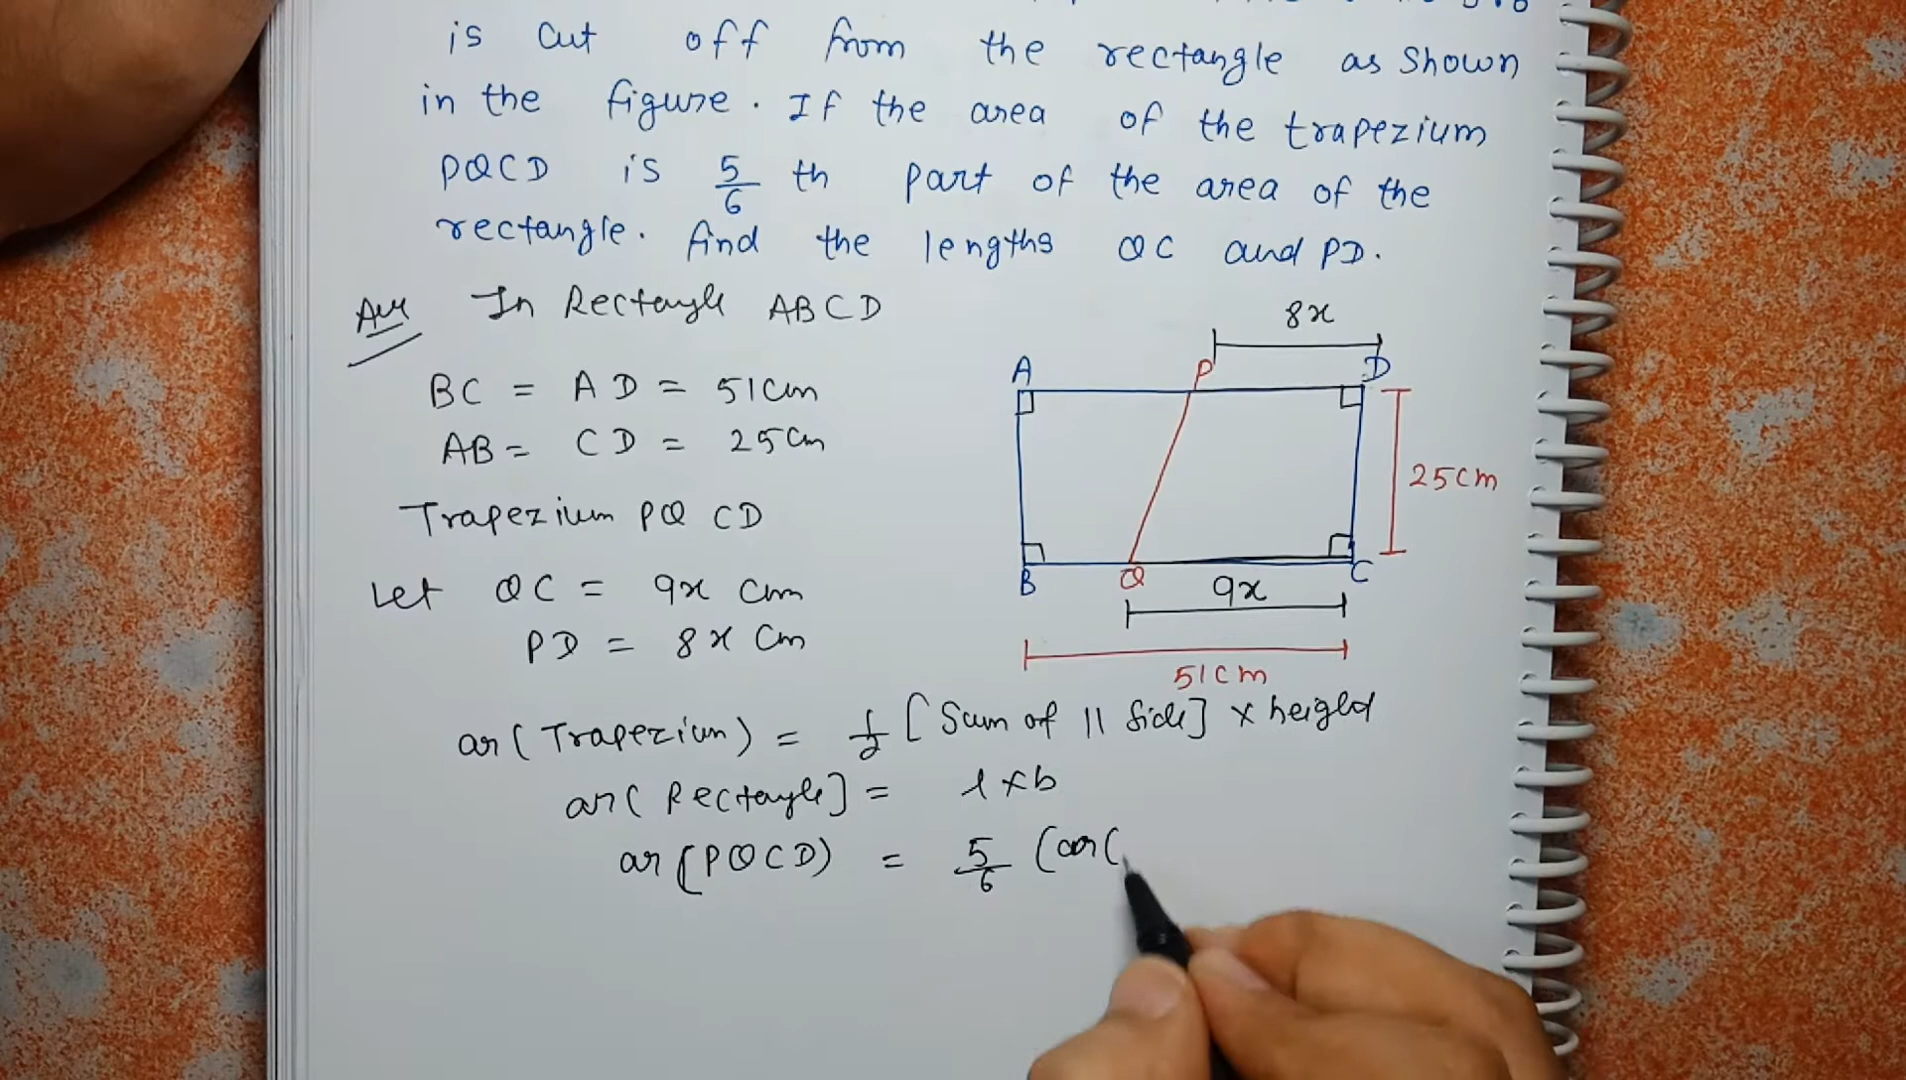 is cut off from the rectangle as shown
in the figure. If the area of the trapezium
PQCD is 5/6 th part of the area of the
rectangle. find the lengths QC and PD.
Ans In Rectangle ABCD
BC = AD = 51cm
AB = CD = 25cm
Trapezium PQCD
Let QC = 9x cm
PD = 8x cm
8x
A P D
25cm
B Q C
9x
51cm
ar(Trapezium) = 1/2 [Sum of || side] x height
ar(Rectangle] = l x b
ar(PQCD) = 5/6 (ar(